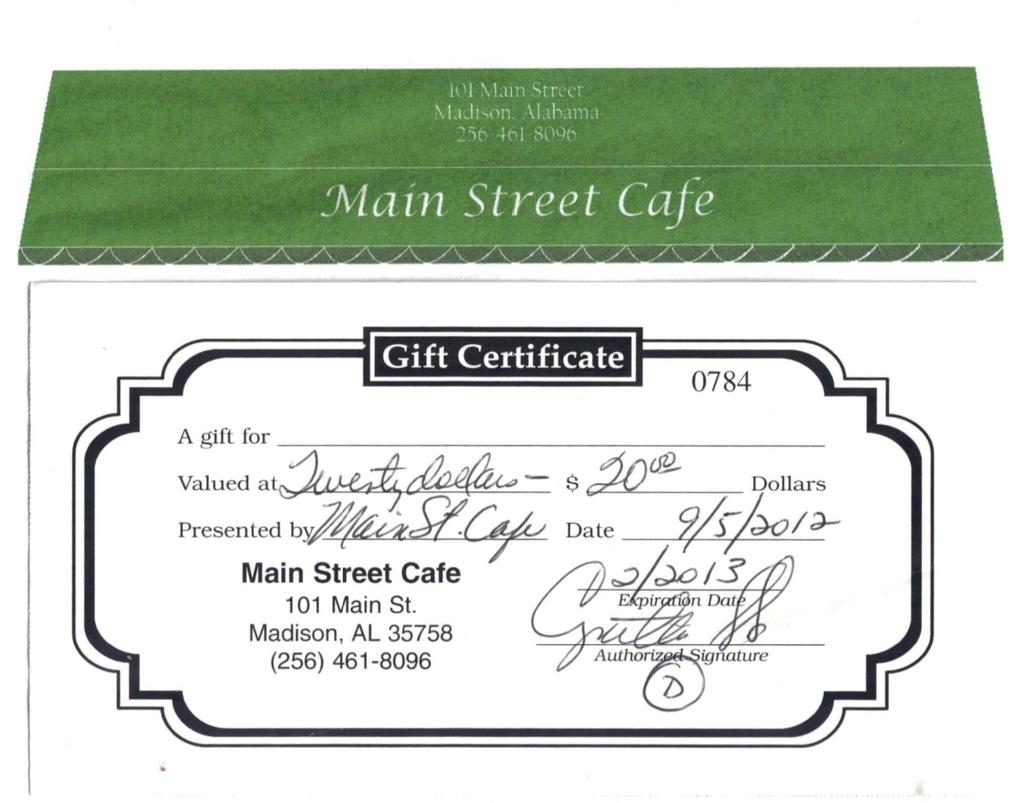 101 Main Street
Madison, Alabama
256-461-8096
Main Street Cafe
Gift Certificate
0784
A gift for
Valued at Twenty dollars — $ 20 00 Dollars
Presented by Main St. Cafe Date 9/5/2012
Main Street Cafe
101 Main St.
Madison, AL 35758
(256) 461-8096
2/2013
Expiration Date
Authorized Signature
D